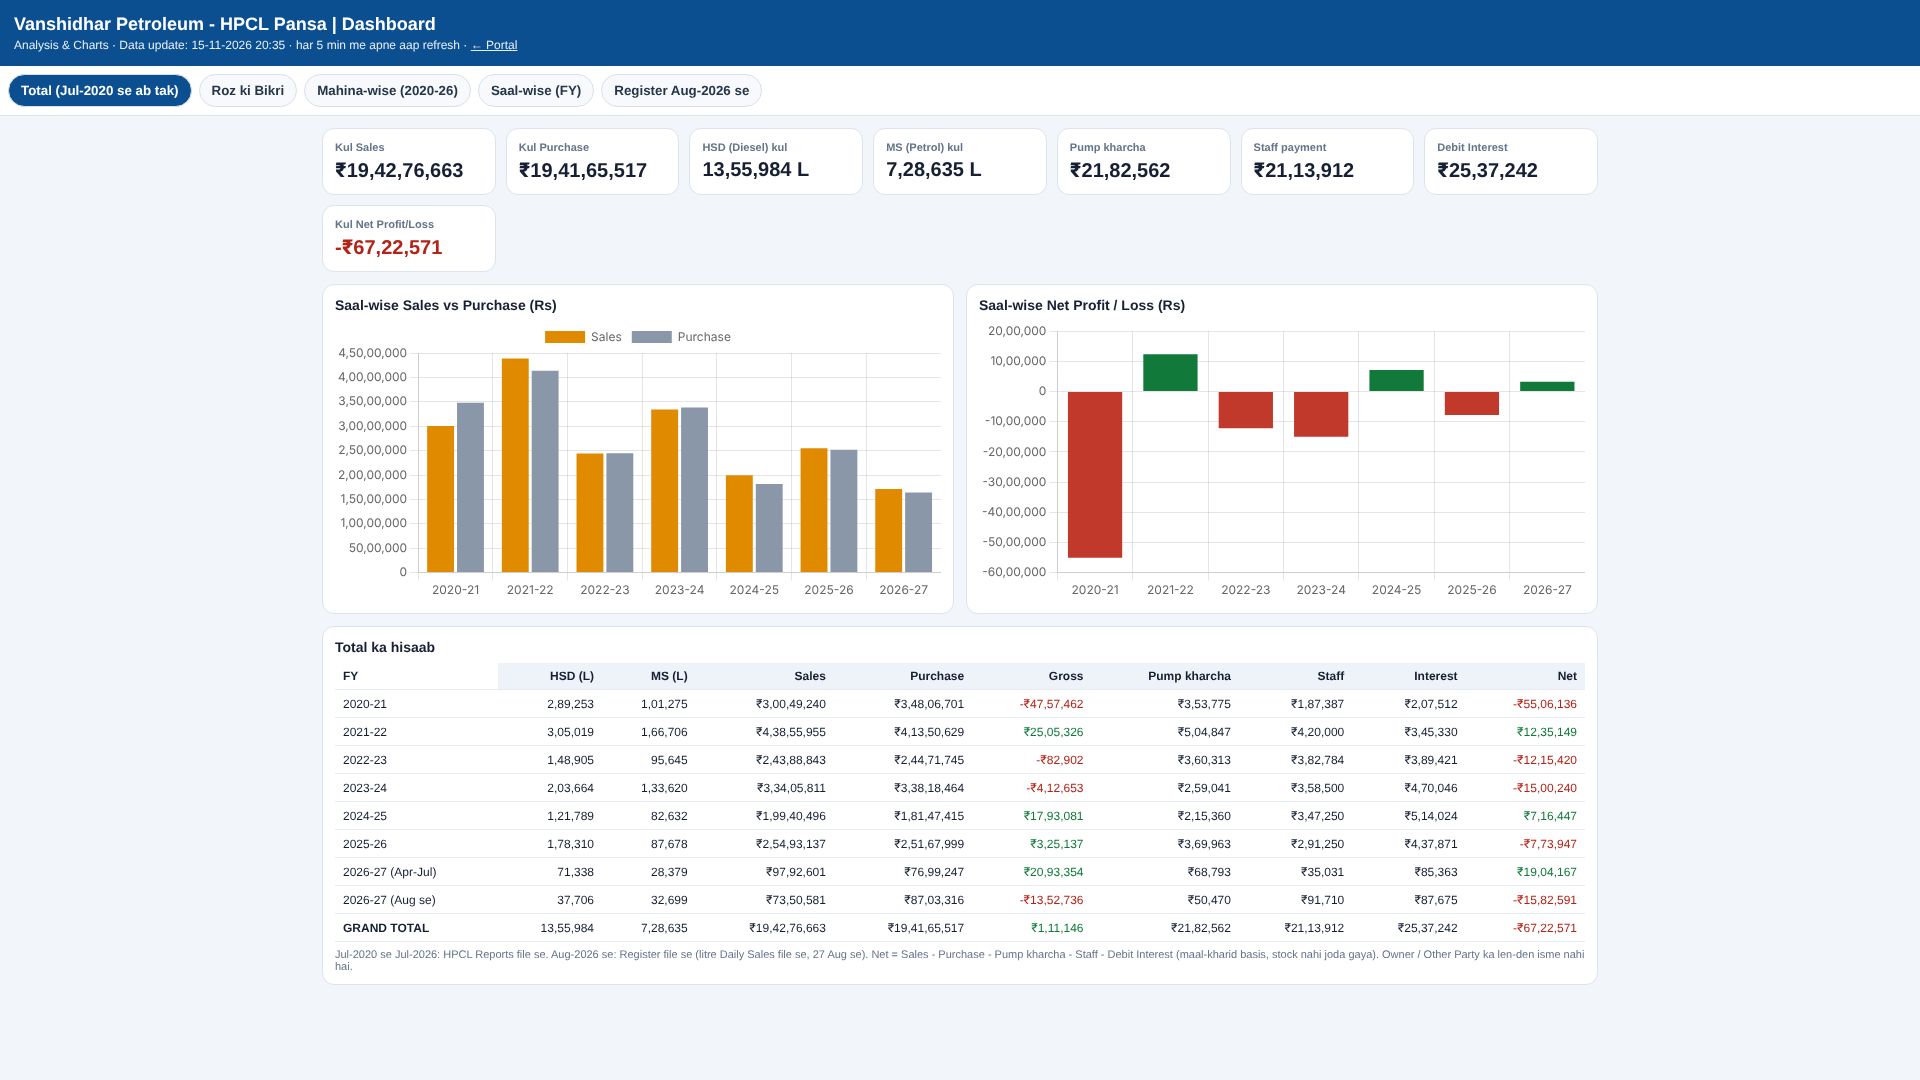 Vanshidhar Petroleum - HPCL Pansa | Dashboard
Analysis & Charts · Data update: 15-11-2026 20:35 · har 5 min me apne aap refresh · ← Portal
Total (Jul-2020 se ab tak) Roz ki Bikri Mahina-wise (2020-26) Saal-wise (FY) Register Aug-2026 se
Kul Sales
₹19,42,76,663
Kul Purchase
₹19,41,65,517
HSD (Diesel) kul
13,55,984 L
MS (Petrol) kul
7,28,635 L
Pump kharcha
₹21,82,562
Staff payment
₹21,13,912
Debit Interest
₹25,37,242
Kul Net Profit/Loss
-₹67,22,571
Saal-wise Sales vs Purchase (Rs)
Sales Purchase
4,50,00,000
4,00,00,000
3,50,00,000
3,00,00,000
2,50,00,000
2,00,00,000
1,50,00,000
1,00,00,000
50,00,000
0
2020-21 2021-22 2022-23 2023-24 2024-25 2025-26 2026-27
Saal-wise Net Profit / Loss (Rs)
20,00,000
10,00,000
0
-10,00,000
-20,00,000
-30,00,000
-40,00,000
-50,00,000
-60,00,000
2020-21 2021-22 2022-23 2023-24 2024-25 2025-26 2026-27
Total ka hisaab
FY HSD (L) MS (L) Sales Purchase Gross Pump kharcha Staff Interest Net
2020-21 2,89,253 1,01,275 ₹3,00,49,240 ₹3,48,06,701 -₹47,57,462 ₹3,53,775 ₹1,87,387 ₹2,07,512 -₹55,06,136
2021-22 3,05,019 1,66,706 ₹4,38,55,955 ₹4,13,50,629 ₹25,05,326 ₹5,04,847 ₹4,20,000 ₹3,45,330 ₹12,35,149
2022-23 1,48,905 95,645 ₹2,43,88,843 ₹2,44,71,745 -₹82,902 ₹3,60,313 ₹3,82,784 ₹3,89,421 -₹12,15,420
2023-24 2,03,664 1,33,620 ₹3,34,05,811 ₹3,38,18,464 -₹4,12,653 ₹2,59,041 ₹3,58,500 ₹4,70,046 -₹15,00,240
2024-25 1,21,789 82,632 ₹1,99,40,496 ₹1,81,47,415 ₹17,93,081 ₹2,15,360 ₹3,47,250 ₹5,14,024 ₹7,16,447
2025-26 1,78,310 87,678 ₹2,54,93,137 ₹2,51,67,999 ₹3,25,137 ₹3,69,963 ₹2,91,250 ₹4,37,871 -₹7,73,947
2026-27 (Apr-Jul) 71,338 28,379 ₹97,92,601 ₹76,99,247 ₹20,93,354 ₹68,793 ₹35,031 ₹85,363 ₹19,04,167
2026-27 (Aug se) 37,706 32,699 ₹73,50,581 ₹87,03,316 -₹13,52,736 ₹50,470 ₹91,710 ₹87,675 -₹15,82,591
GRAND TOTAL 13,55,984 7,28,635 ₹19,42,76,663 ₹19,41,65,517 ₹1,11,146 ₹21,82,562 ₹21,13,912 ₹25,37,242 -₹67,22,571
Jul-2020 se Jul-2026: HPCL Reports file se. Aug-2026 se: Register file se (litre Daily Sales file se, 27 Aug se). Net = Sales - Purchase - Pump kharcha - Staff - Debit Interest (maal-kharid basis, stock nahi joda gaya). Owner / Other Party ka len-den isme nahi
hai.